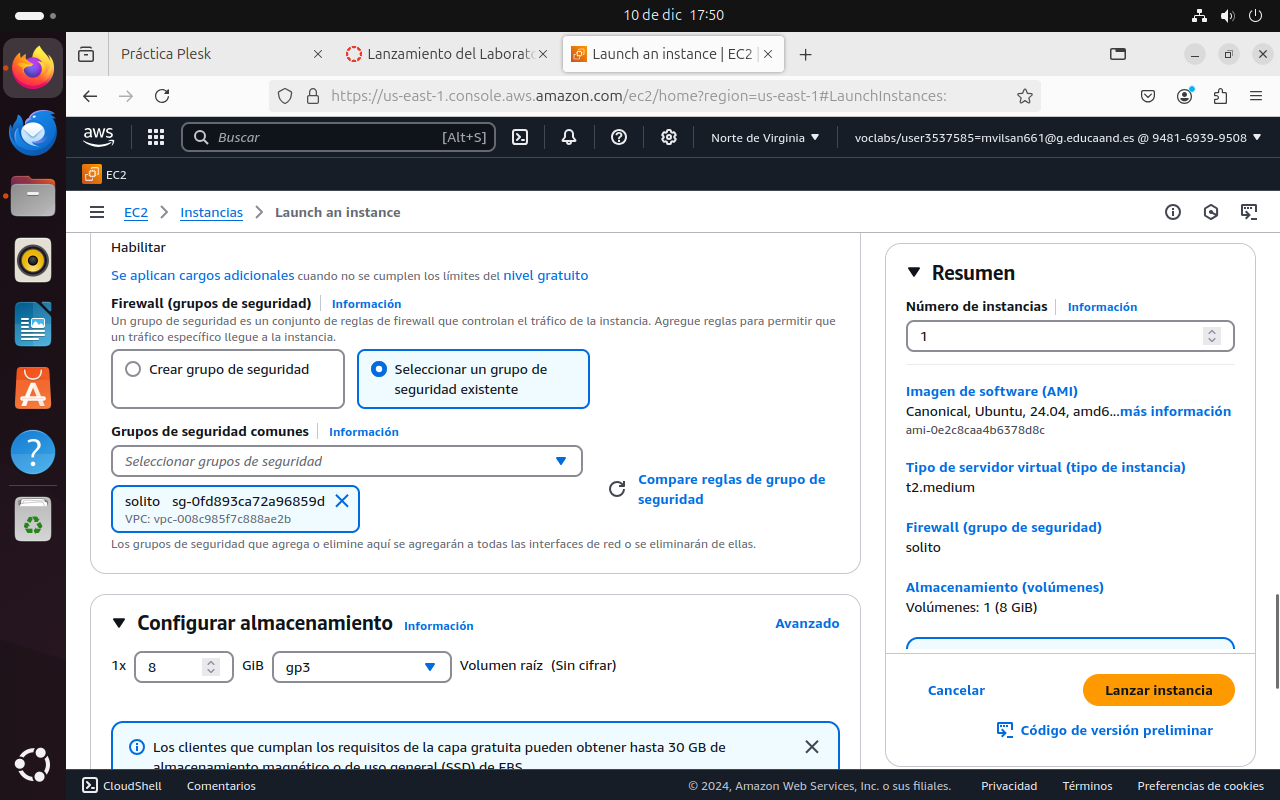 10 de dic 17:50
Práctica Plesk
Lanzamiento del Laborato
Launch an instance | EC2 |
https://us-east-1.console.aws.amazon.com/ec2/home?region=us-east-1#LaunchInstances:
aws
Buscar
[Alt+S]
Norte de Virginia
voclabs/user3537585=mvilsan661@g.educaand.es @ 9481-6939-9508
EC2
EC2
Instancias
Launch an instance
Habilitar
Se aplican cargos adicionales cuando no se cumplen los límites del nivel gratuito
Firewall (grupos de seguridad)
Información
Un grupo de seguridad es un conjunto de reglas de firewall que controlan el tráfico de la instancia. Agregue reglas para permitir que
un tráfico específico llegue a la instancia.
Crear grupo de seguridad
Seleccionar un grupo de
seguridad existente
Grupos de seguridad comunes
Información
Seleccionar grupos de seguridad
solito sg-0fd893ca72a96859d
VPC: vpc-008c985f7c888ae2b
Compare reglas de grupo de
seguridad
Los grupos de seguridad que agrega o elimine aquí se agregarán a todas las interfaces de red o se eliminarán de ellas.
Configurar almacenamiento
Información
Avanzado
1x
8
GiB
gp3
Volumen raíz (Sin cifrar)
Los clientes que cumplan los requisitos de la capa gratuita pueden obtener hasta 30 GB de
almacenamiento magnético o de uso general (SSD) de EBS
Resumen
Número de instancias
Información
1
Imagen de software (AMI)
Canonical, Ubuntu, 24.04, amd6...más información
ami-0e2c8caa4b6378d8c
Tipo de servidor virtual (tipo de instancia)
t2.medium
Firewall (grupo de seguridad)
solito
Almacenamiento (volúmenes)
Volúmenes: 1 (8 GiB)
Cancelar
Lanzar instancia
Código de versión preliminar
CloudShell
Comentarios
© 2024, Amazon Web Services, Inc. o sus filiales.
Privacidad
Términos
Preferencias de cookies